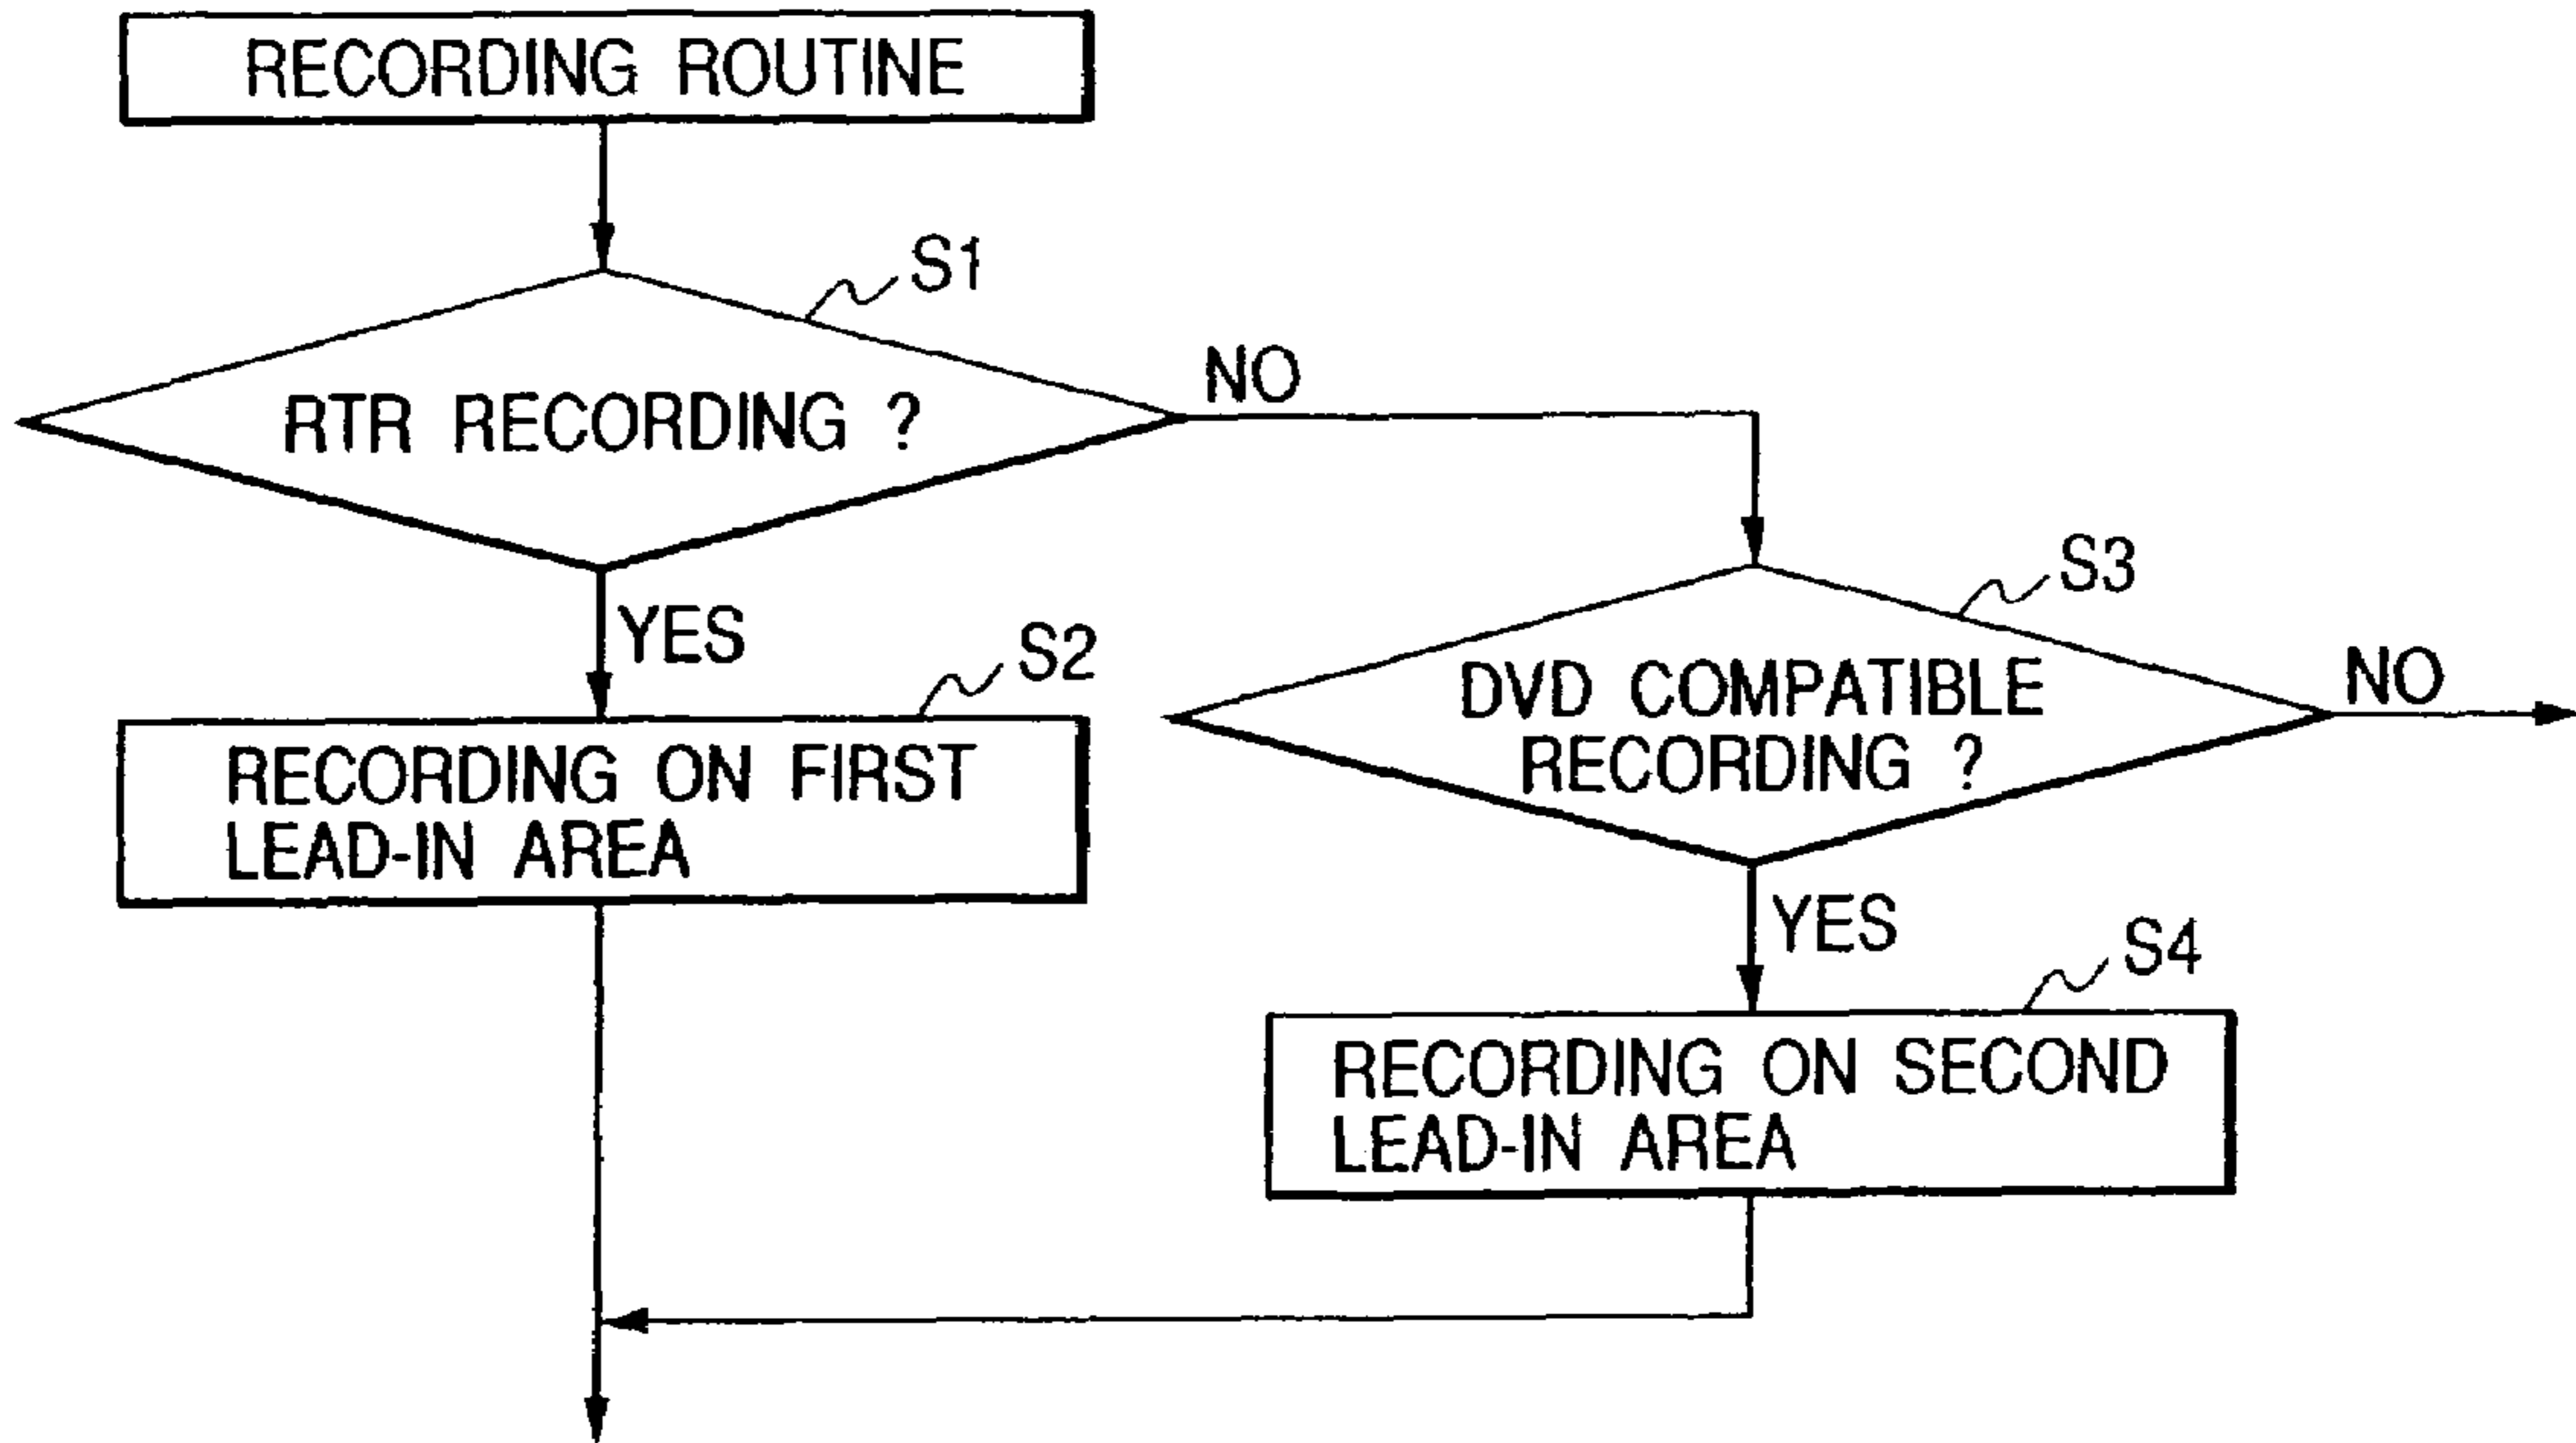 RECORDING ROUTINE
S1
RTR RECORDING ?
NO
YES
S2
RECORDING ON FIRST
LEAD-IN AREA
S3
DVD COMPATIBLE
RECORDING ?
NO
YES
S4
RECORDING ON SECOND
LEAD-IN AREA